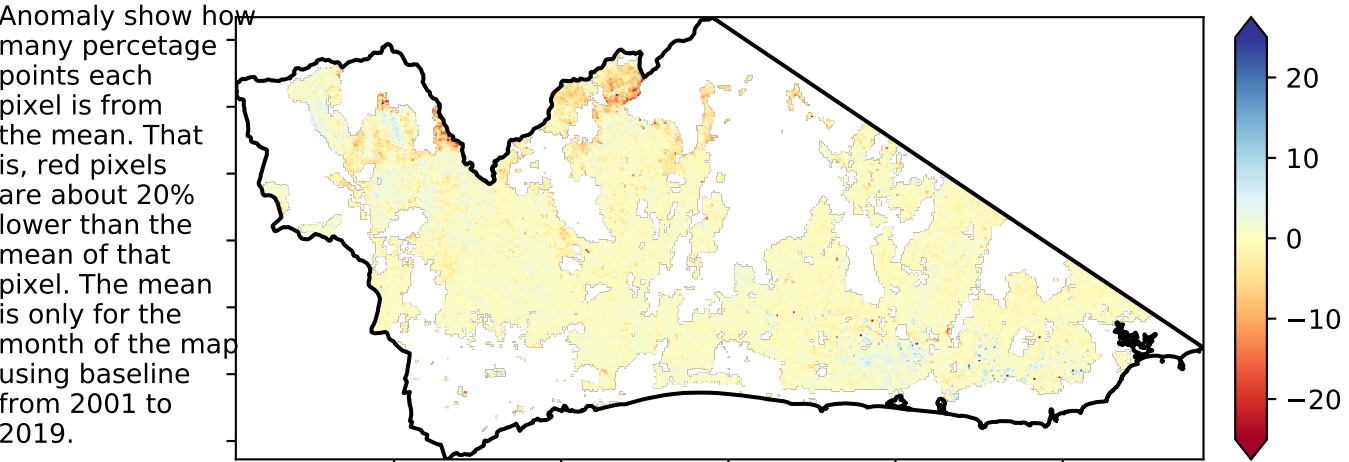 Anomaly show how
many percetage
points each
pixel is from
the mean. That
is, red pixels
are about 20%
lower than the
mean of that
pixel. The mean
is only for the
month of the map
using baseline
from 2001 to
2019.
20
10
0
−10
−20